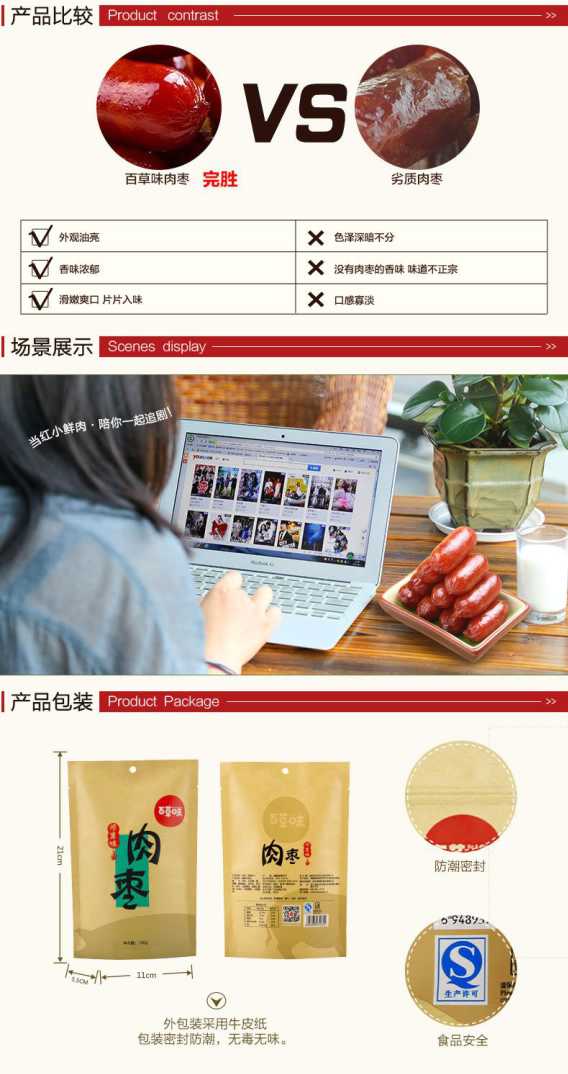 产品比较 Product contrast >>
VS
百草味肉枣 完胜
劣质肉枣
外观油亮
色泽深暗不分
香味浓郁
没有肉枣的香味 味道不正宗
滑嫩爽口 片片入味
口感寡淡
场景展示 Scenes display >>
当红小鲜肉·陪你一起追剧!
MacBook Air
产品包装 Product Package >>
21cm
百草味
肉枣
百草味
肉枣
11cm
5.5CM
防潮密封
生产许可
食品安全
外包装采用牛皮纸
包装密封防潮，无毒无味。